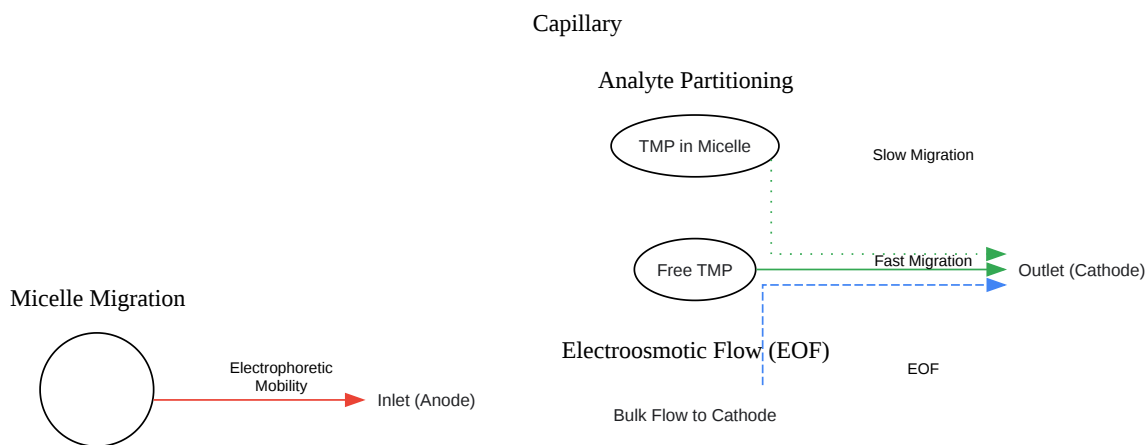 Capillary
Analyte Partitioning
TMP in Micelle
Slow Migration
Free TMP
Fast Migration
Outlet (Cathode)
Micelle Migration
Electrophoretic
Mobility
Inlet (Anode)
Electroosmotic Flow (EOF)
EOF
Bulk Flow to Cathode